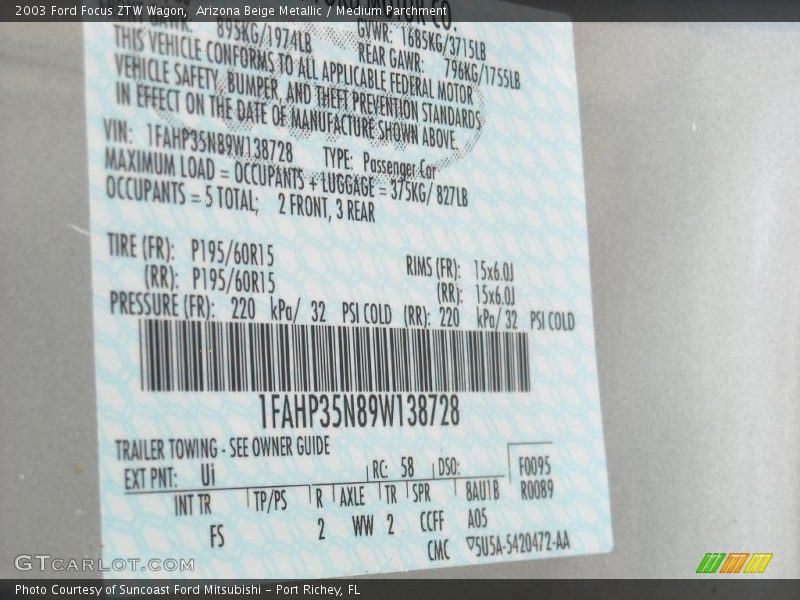 2003 Ford Focus ZTW Wagon, Arizona Beige Metallic / Medium Parchment
MOTOR CO.
895KG/1974LB GVWR: 1685KG/3715LB
REAR GAWR: 796KG/1755LB
THIS VEHICLE CONFORMS TO ALL APPLICABLE FEDERAL MOTOR
VEHICLE SAFETY, BUMPER, AND THEFT PREVENTION STANDARDS
IN EFFECT ON THE DATE OF MANUFACTURE SHOWN ABOVE.
VIN: 1FAHP35N89W138728 TYPE: Passenger Car
MAXIMUM LOAD = OCCUPANTS + LUGGAGE = 375KG/ 827LB
OCCUPANTS = 5 TOTAL; 2 FRONT, 3 REAR
TIRE (FR): P195/60R15 RIMS (FR): 15x6.0J
(RR): P195/60R15 (RR): 15x6.0J
PRESSURE (FR): 220 kPa/ 32 PSI COLD (RR): 220 kPa/ 32 PSI COLD
1FAHP35N89W138728
TRAILER TOWING - SEE OWNER GUIDE
EXT PNT: Ui RC: 58 DSO: F0095
INT TR TP/PS R AXLE TR SPR 8AU1B R0089
FS 2 WW 2 CCFF A05
CMC ▽5U5A-5420472-AA
GTCARLOT.COM
Photo Courtesy of Suncoast Ford Mitsubishi - Port Richey, FL